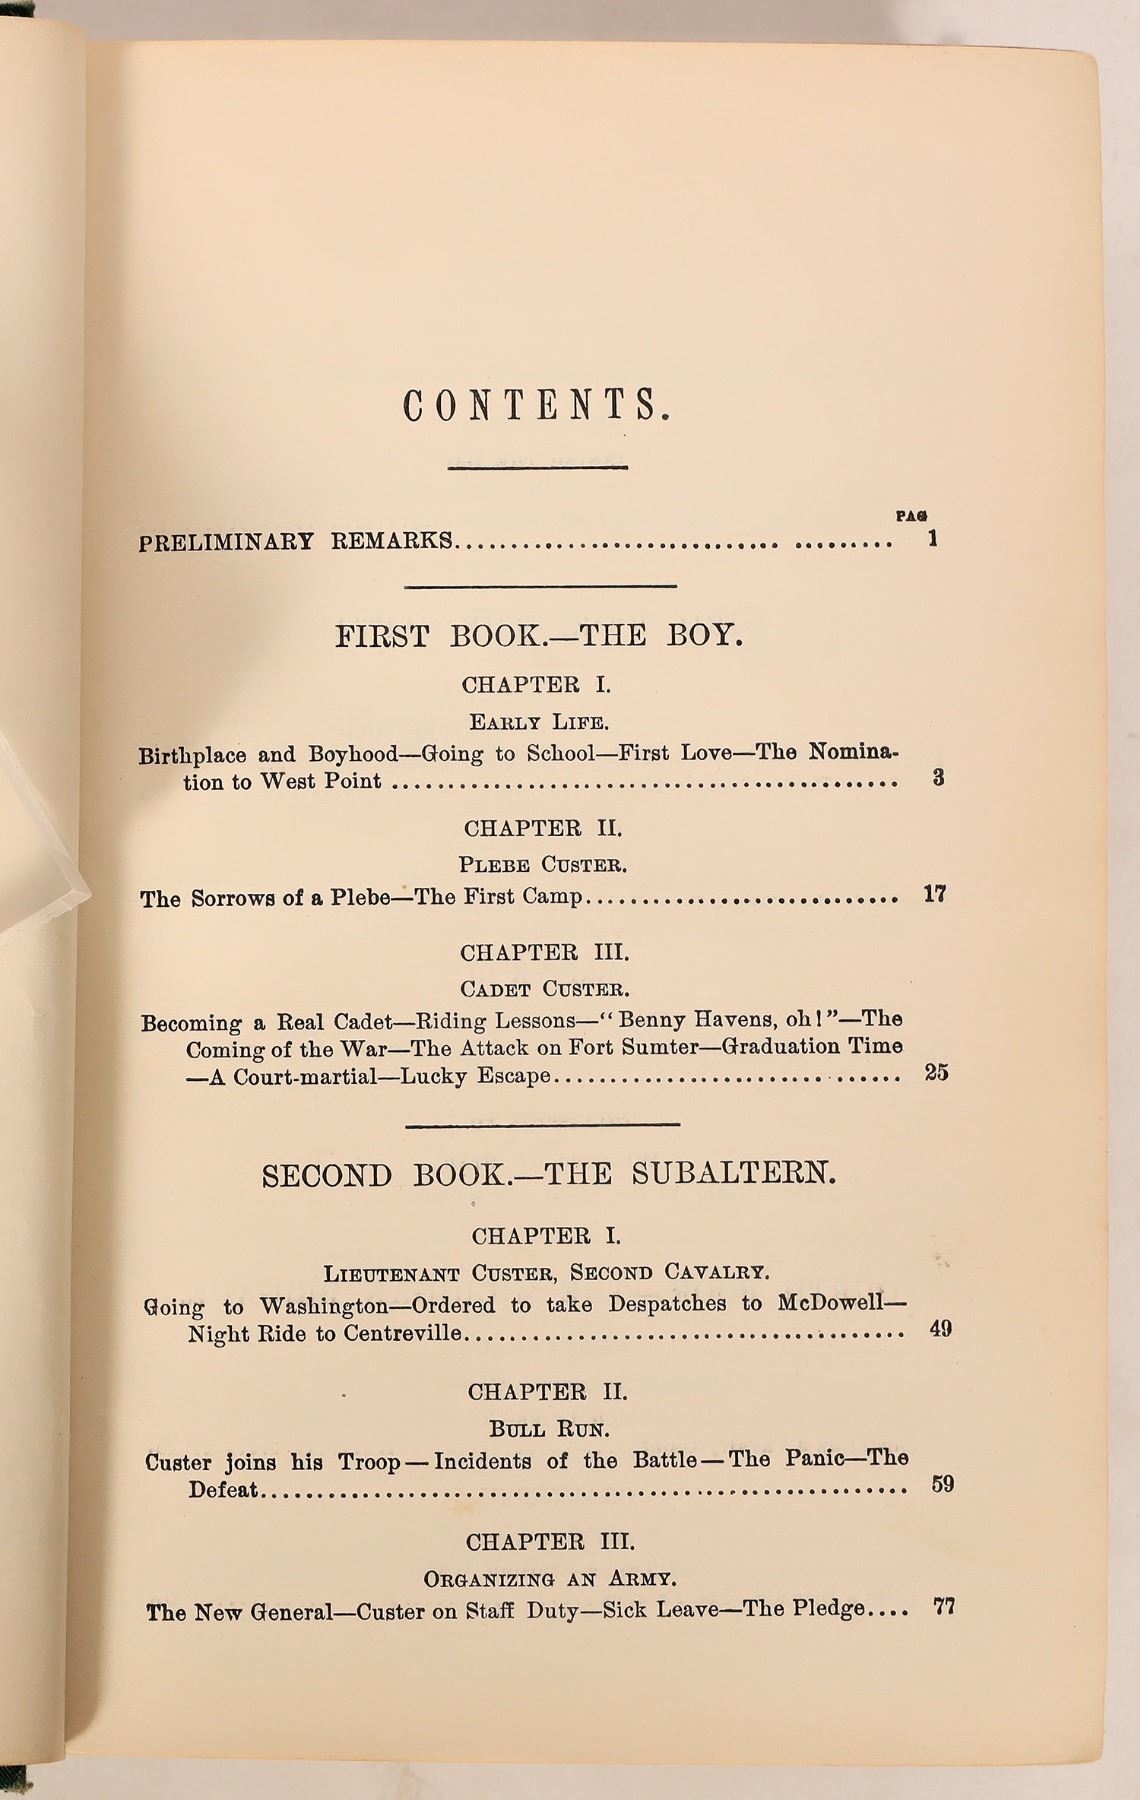 CONTENTS.
PAG
PRELIMINARY REMARKS.............................. ......... 1
FIRST BOOK.—THE BOY.
CHAPTER I.
EARLY LIFE.
Birthplace and Boyhood—Going to School—First Love—The Nomina-
tion to West Point .............................................. 3
CHAPTER II.
PLEBE CUSTER.
The Sorrows of a Plebe—The First Camp............................ 17
CHAPTER III.
CADET CUSTER.
Becoming a Real Cadet—Riding Lessons—“Benny Havens, oh!”—The
Coming of the War—The Attack on Fort Sumter—Graduation Time
—A Court-martial—Lucky Escape........................ ...... 25
SECOND BOOK.—THE SUBALTERN.
CHAPTER I.
LIEUTENANT CUSTER, SECOND CAVALRY.
Going to Washington—Ordered to take Despatches to McDowell—
Night Ride to Centreville....................................... 49
CHAPTER II.
BULL RUN.
Custer joins his Troop—Incidents of the Battle—The Panic—The
Defeat.......................................................... 59
CHAPTER III.
ORGANIZING AN ARMY.
The New General—Custer on Staff Duty—Sick Leave—The Pledge.... 77